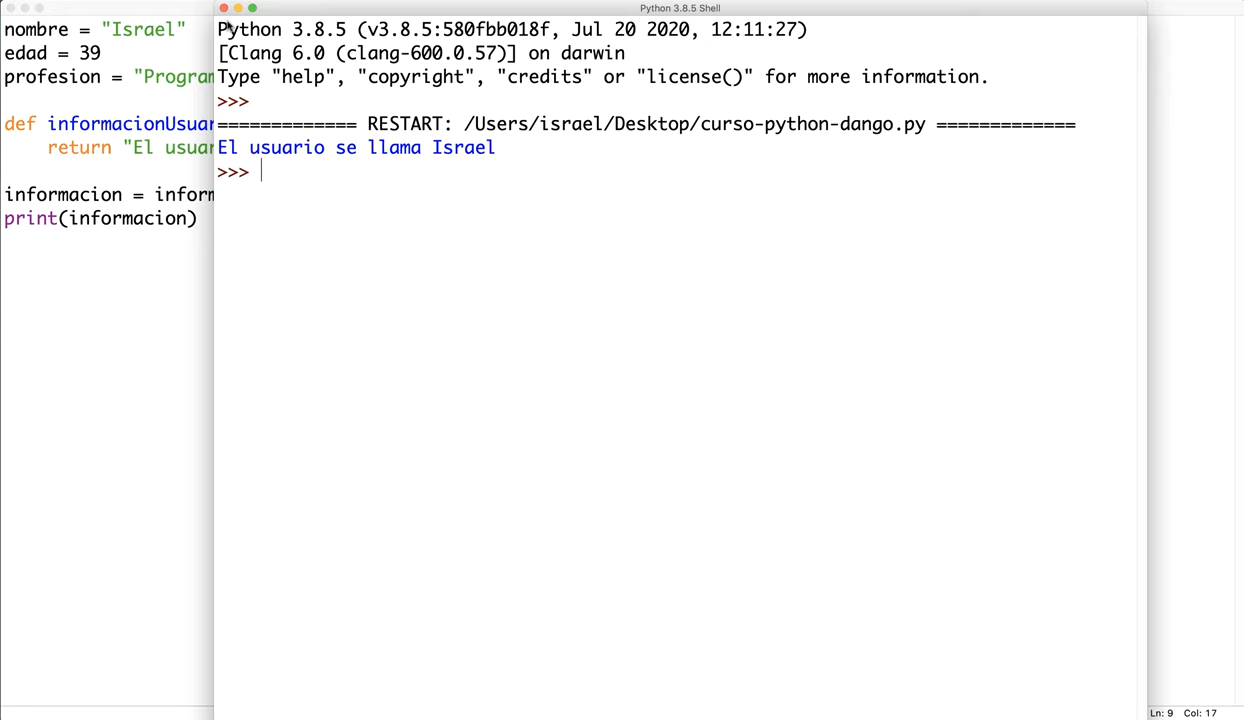 Python 3.8.5 Shell
nombre = "Israel"
edad = 39
profesion = "Program
def informacionUsuar
return "El usuar
informacion = inform
print(informacion)
Python 3.8.5 (v3.8.5:580fbb018f, Jul 20 2020, 12:11:27)
[Clang 6.0 (clang-600.0.57)] on darwin
Type "help", "copyright", "credits" or "license()" for more information.
>>>
============= RESTART: /Users/israel/Desktop/curso-python-dango.py =============
El usuario se llama Israel
>>>
Ln: 9 Col: 17